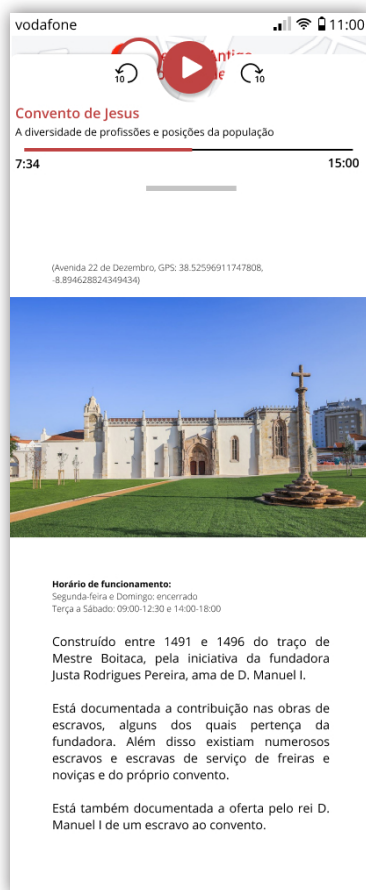 vodafone 11:00
10 10
Convento de Jesus
A diversidade de profissões e posições da população
7:34 15:00
(Avenida 22 de Dezembro, GPS: 38.52596911747808,
-8.894628824349434)
Horário de funcionamento:
Segunda-feira e Domingo: encerrado
Terça a Sábado: 09:00-12:30 e 14:00-18:00
Construído entre 1491 e 1496 do traço de
Mestre Boitaca, pela iniciativa da fundadora
Justa Rodrigues Pereira, ama de D. Manuel I.
Está documentada a contribuição nas obras de
escravos, alguns dos quais pertença da
fundadora. Além disso existiam numerosos
escravos e escravas de serviço de freiras e
noviças e do próprio convento.
Está também documentada a oferta pelo rei D.
Manuel I de um escravo ao convento.